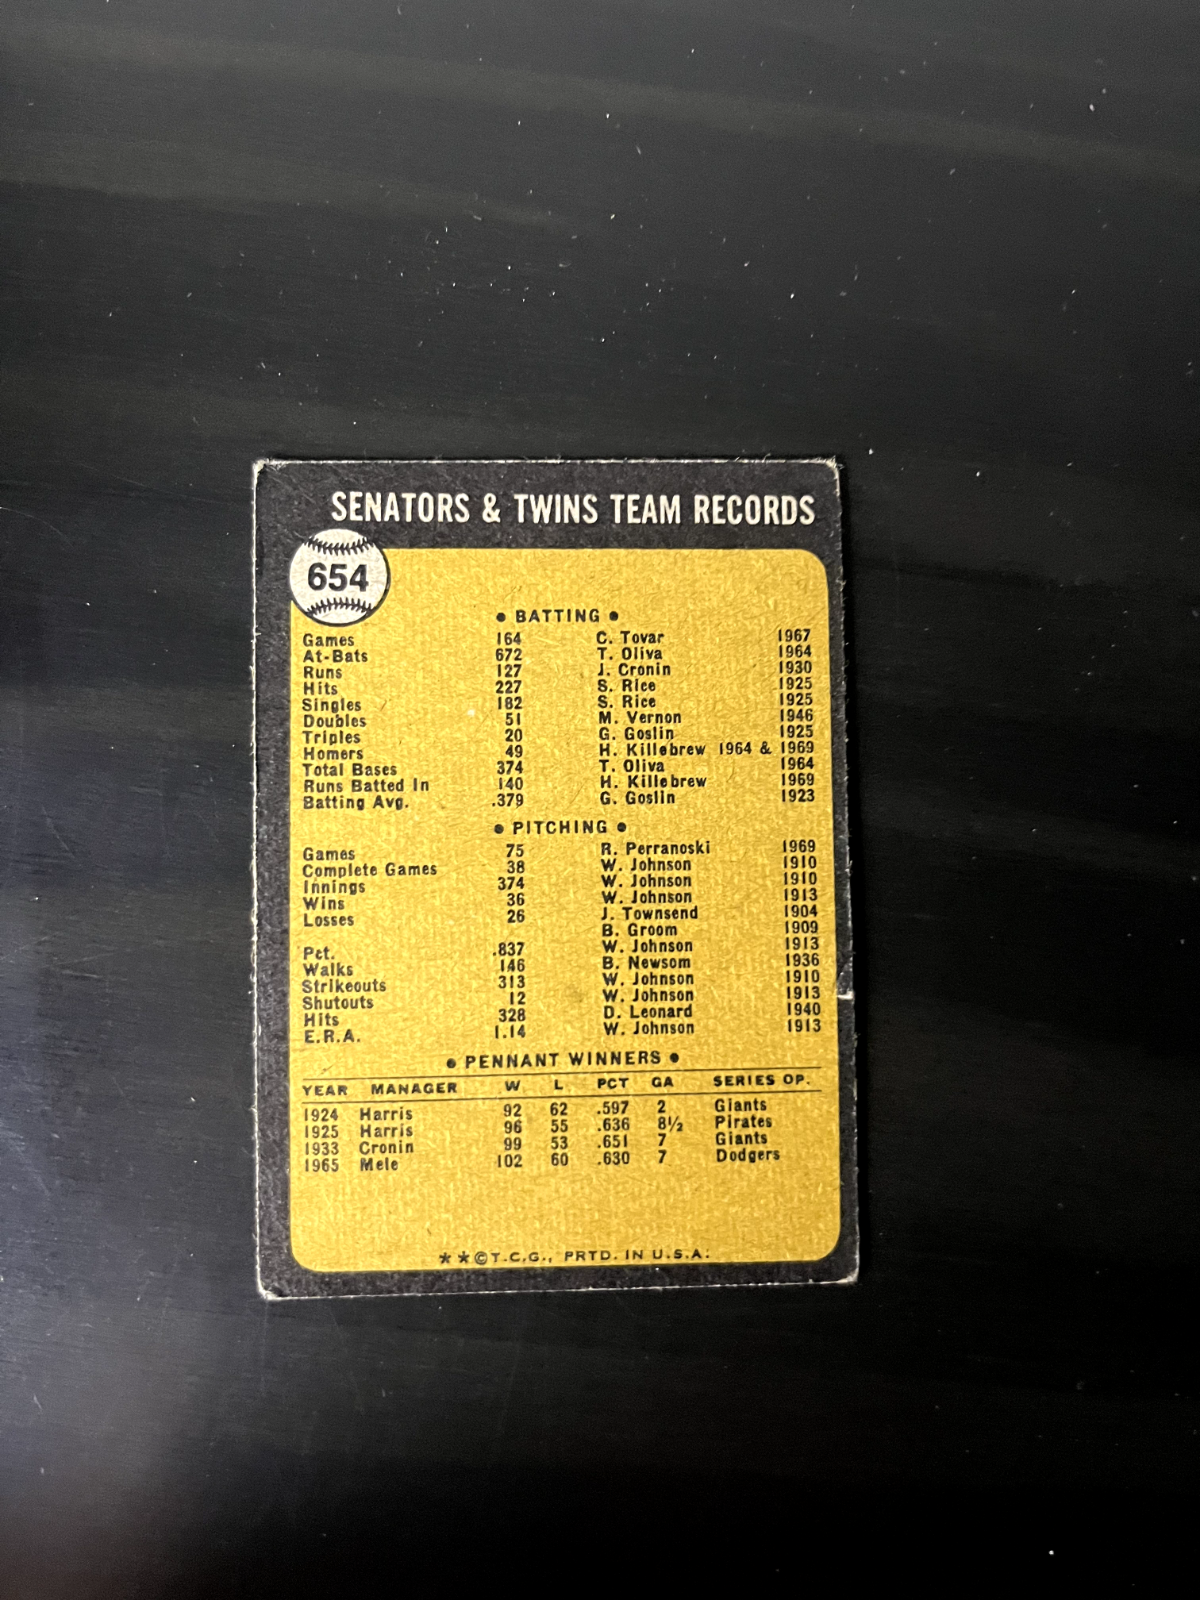 SENATORS & TWINS TEAM RECORDS
654
• BATTING •
Games 164 C. Tovar 1967
At-Bats 672 T. Oliva 1964
Runs 127 J. Cronin 1930
Hits 227 S. Rice 1925
Singles 182 S. Rice 1925
Doubles 51 M. Vernon 1946
Triples 20 G. Goslin 1925
Homers 49 H. Killebrew 1964 & 1969
Total Bases 374 T. Oliva 1964
Runs Batted In 140 H. Killebrew 1969
Batting Avg. .379 G. Goslin 1923
• PITCHING •
Games 75 R. Perranoski 1969
Complete Games 38 W. Johnson 1910
Innings 374 W. Johnson 1910
Wins 36 W. Johnson 1913
Losses 26 J. Townsend 1904
B. Groom 1909
Pct. .837 W. Johnson 1913
Walks 146 B. Newsom 1936
Strikeouts 313 W. Johnson 1910
Shutouts 12 W. Johnson 1913
Hits 328 D. Leonard 1940
E.R.A. 1.14 W. Johnson 1913
• PENNANT WINNERS •
YEAR MANAGER W L PCT GA SERIES OP.
1924 Harris 92 62 .597 2 Giants
1925 Harris 96 55 .636 8½ Pirates
1933 Cronin 99 53 .651 7 Giants
1965 Mele 102 60 .630 7 Dodgers
★★©T.C.G., PRTD. IN U.S.A.